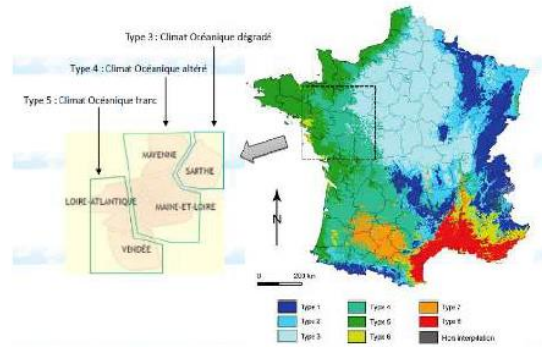 Type 3 : Climat Océanique dégradé
Type 4 : Climat Océanique altéré
Type 5 : Climat Océanique franc
MAYENNE
SARTHE
LOIRE-ATLANTIQUE
MAINE-ET-LOIRE
VENDÉE
N
0 200 km
Type 1 Type 4 Type 7
Type 2 Type 5 Type 8
Type 3 Type 6 Hors interpolation